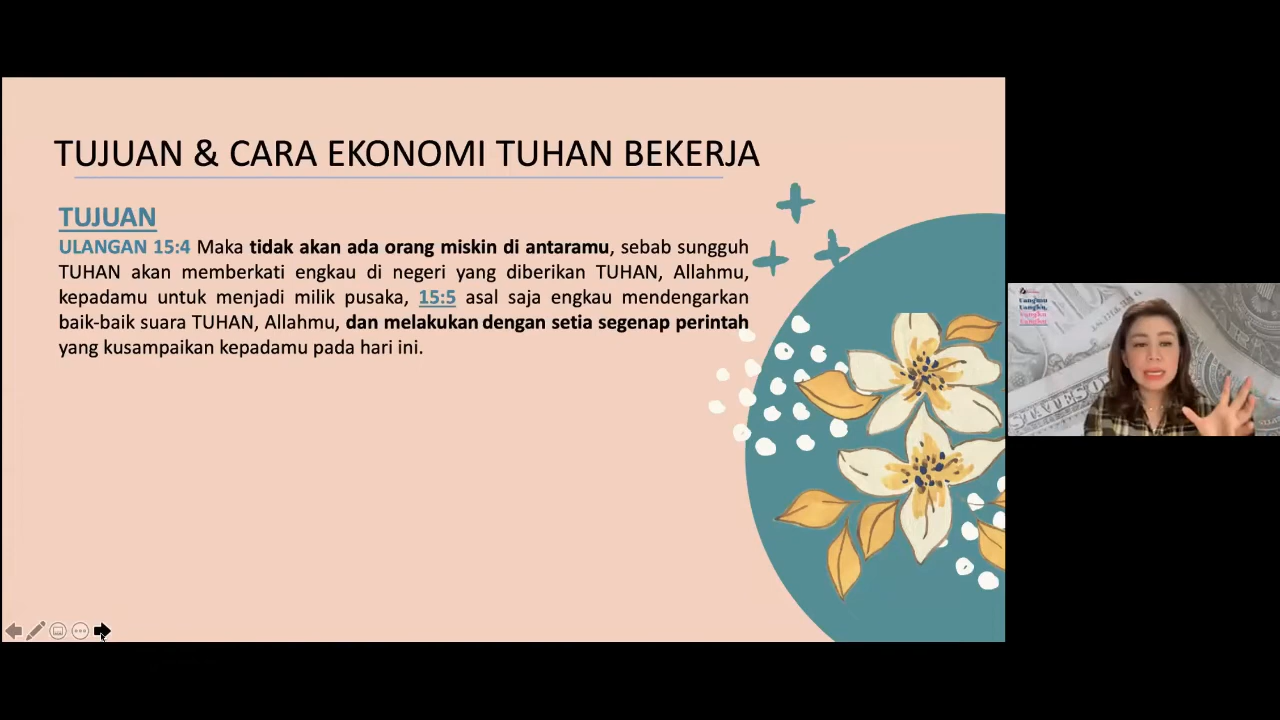 TUJUAN & CARA EKONOMI TUHAN BEKERJA
TUJUAN
ULANGAN 15:4 Maka tidak akan ada orang miskin di antaramu, sebab sungguh
TUHAN akan memberkati engkau di negeri yang diberikan TUHAN, Allahmu,
kepadamu untuk menjadi milik pusaka, 15:5 asal saja engkau mendengarkan
baik-baik suara TUHAN, Allahmu, dan melakukan dengan setia segenap perintah
yang kusampaikan kepadamu pada hari ini.